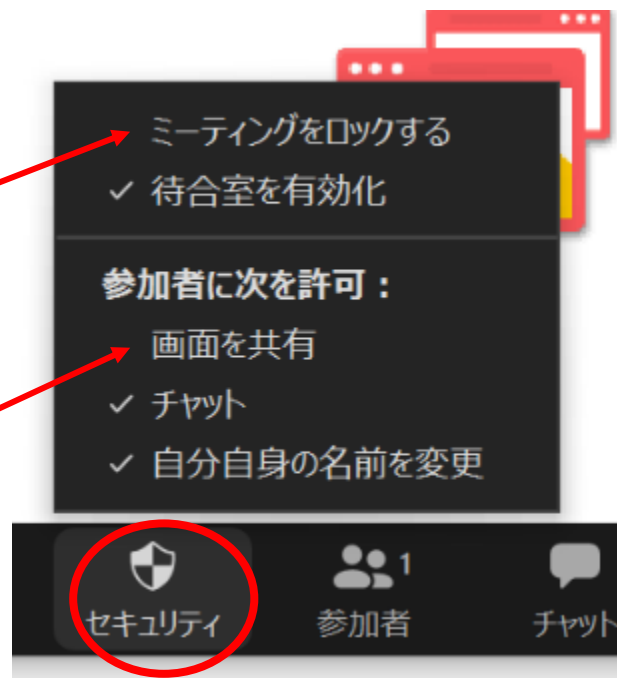 ミーティングをロックする
✓ 待合室を有効化
参加者に次を許可：
画面を共有
✓ チャット
✓ 自分自身の名前を変更
セキュリティ
1
参加者
チャット